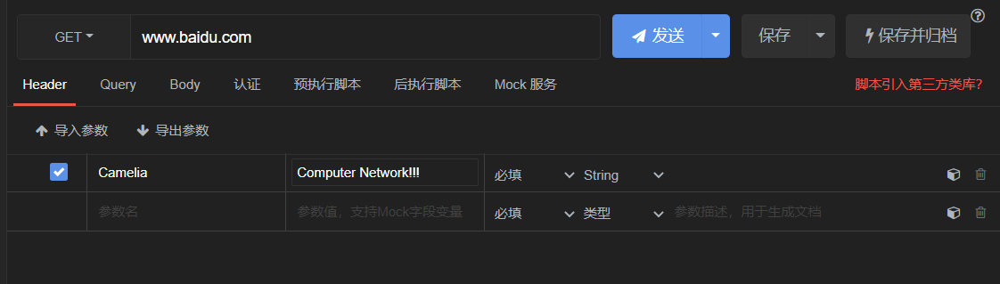 GET www.baidu.com 发送 保存 保存并归档
Header Query Body 认证 预执行脚本 后执行脚本 Mock 服务 脚本引入第三方类库?
导入参数 导出参数
Camelia Computer Network!!! 必填 String
参数名 参数值，支持Mock字段变量 必填 类型 参数描述，用于生成文档